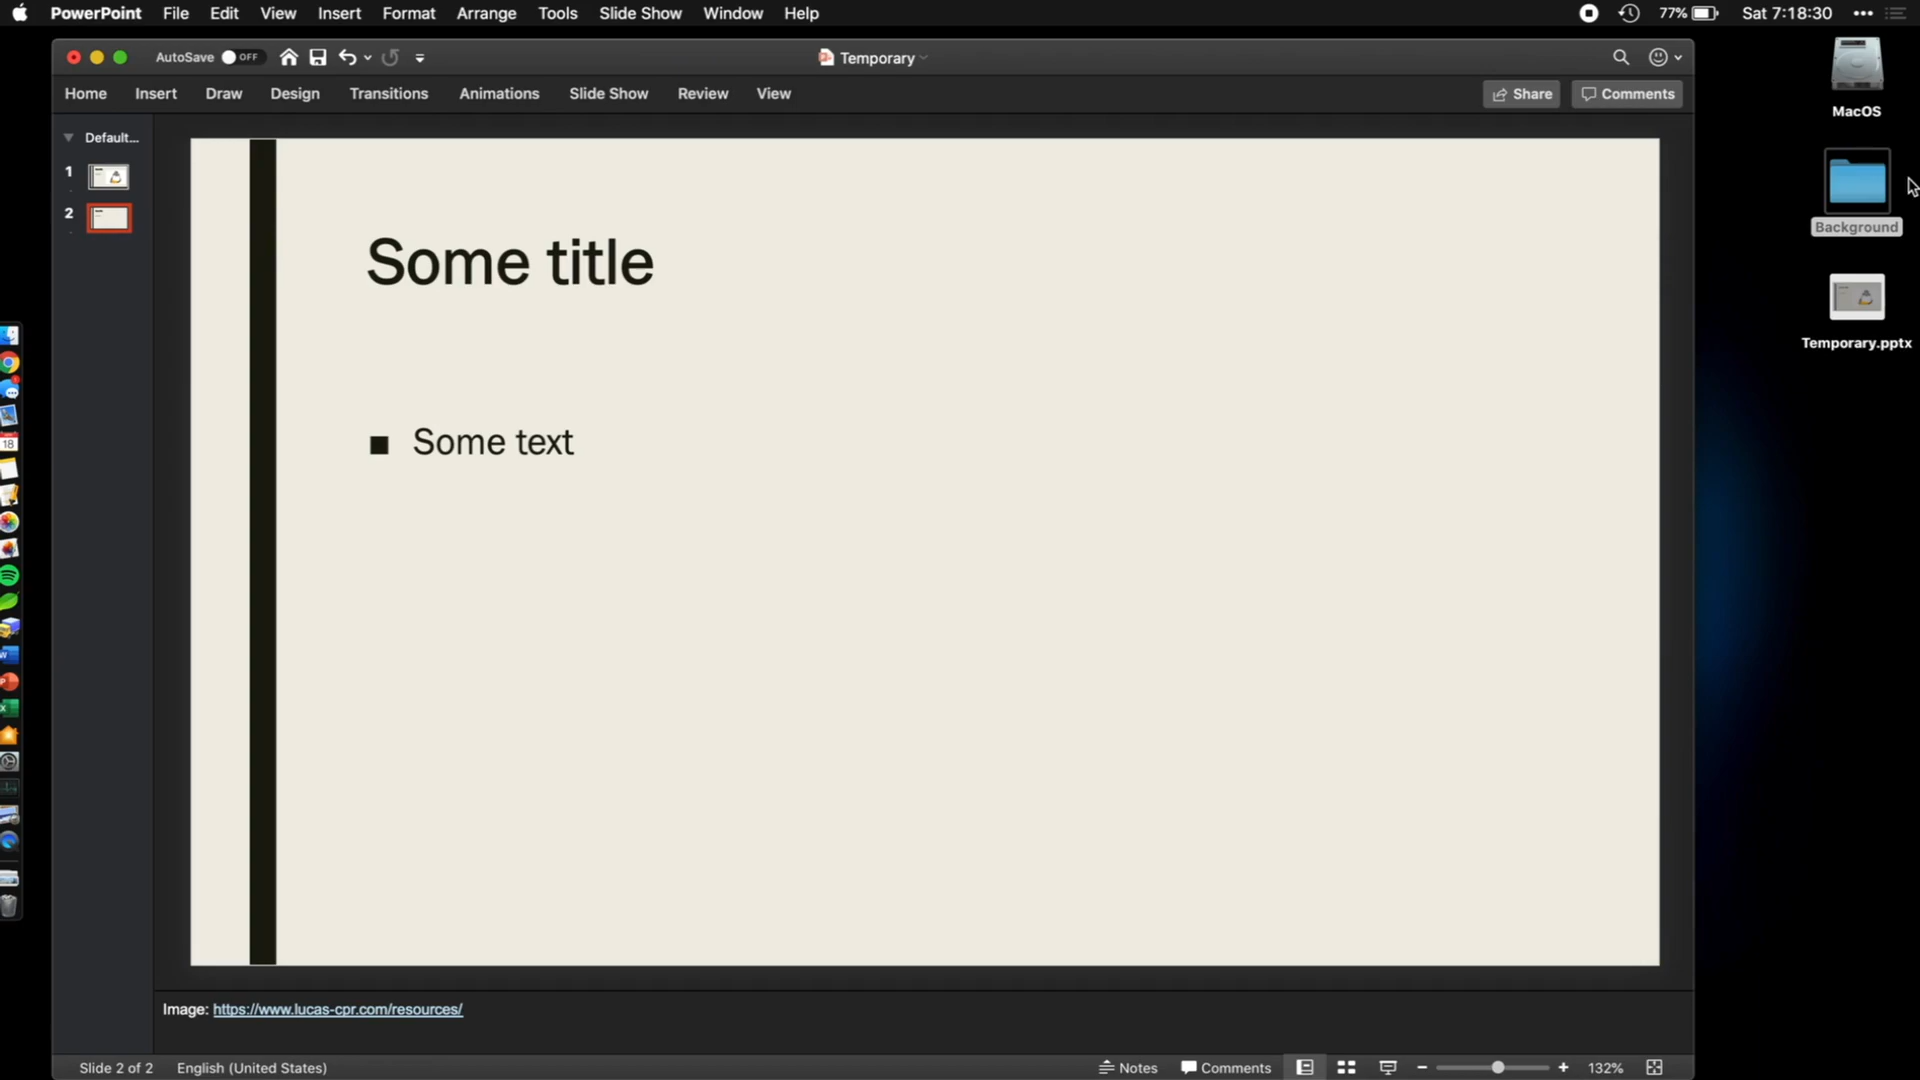 PowerPoint File Edit View Insert Format Arrange Tools Slide Show Window Help 77% Sat 7:18:30
AutoSave OFF Temporary
Home Insert Draw Design Transitions Animations Slide Show Review View Share Comments
MacOS
Default...
1
2
Background
Temporary.pptx
Some title
■ Some text
18
Image: https://www.lucas-cpr.com/resources/
Slide 2 of 2 English (United States) Notes Comments 132%